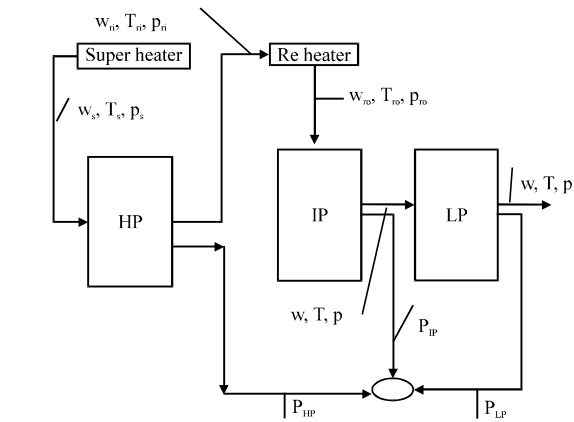 w_ri, T_ri, p_ri
Super heater
Re heater
w_s, T_s, p_s
w_ro, T_ro, p_ro
HP
IP
LP
w, T, p
w, T, p
P_IP
P_HP
P_LP